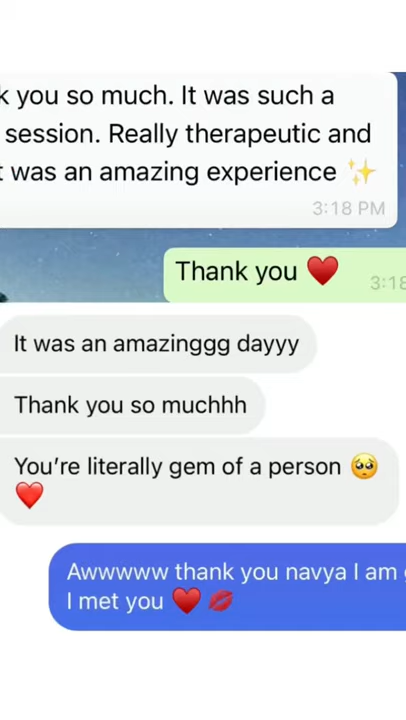 you so much. It was such a
session. Really therapeutic and
was an amazing experience ✨
3:18 PM
Thank you ♥️
3:18
It was an amazinggg dayyy
Thank you so muchhh
You're literally gem of a person 🥺
❤️
Awwwww thank you navya I am
I met you ♥️ 💋